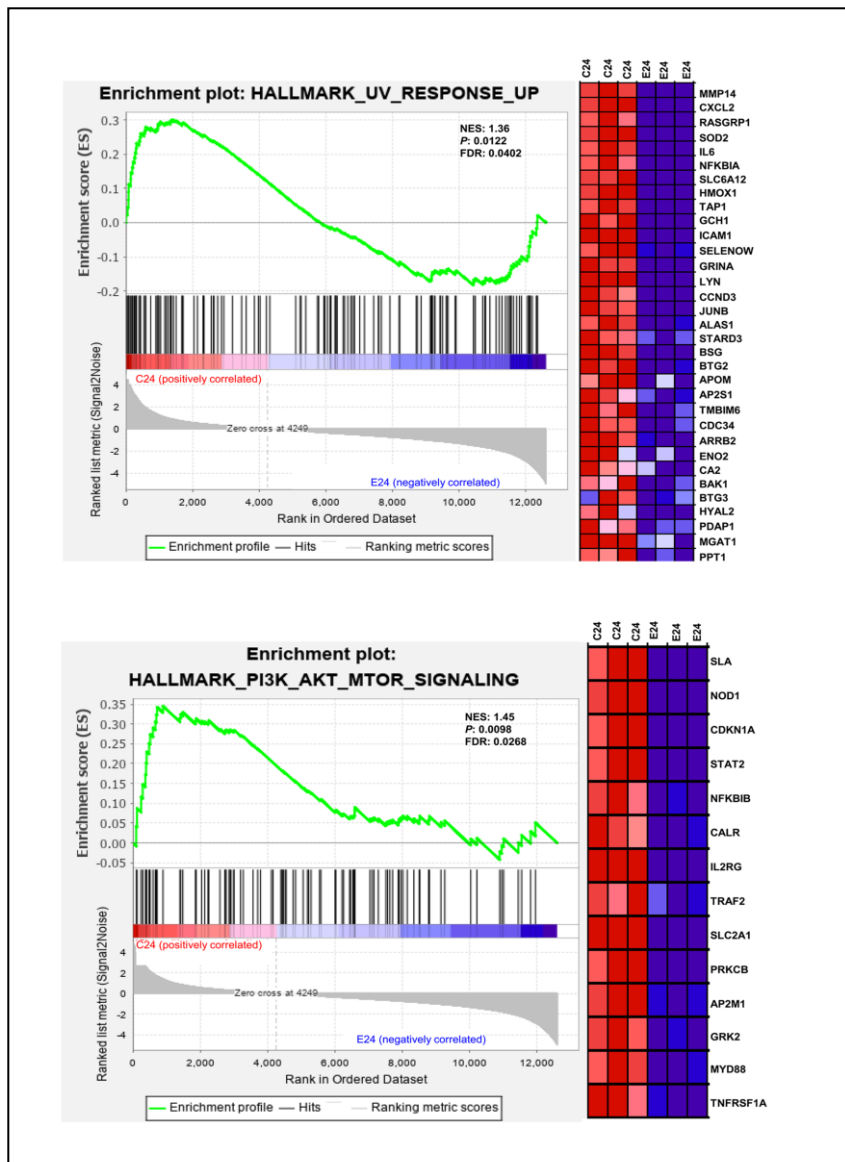 C24 C24 C24 E24 E24 E24
Enrichment plot: HALLMARK_UV_RESPONSE_UP
NES: 1.36
P: 0.0122
FDR: 0.0402
Enrichment score (ES)
0.3
0.2
0.1
0.0
-0.1
-0.2
C24 (positively correlated)
Ranked list metric (Signal2Noise)
4
2
0
-2
-4
Zero cross at 4249
E24 (negatively correlated)
0 2,000 4,000 6,000 8,000 10,000 12,000
Rank in Ordered Dataset
Enrichment profile Hits Ranking metric scores
MMP14
CXCL2
RASGRP1
SOD2
IL6
NFKBIA
SLC6A12
HMOX1
TAP1
GCH1
ICAM1
SELENOW
GRINA
LYN
CCND3
JUNB
ALAS1
STARD3
BSG
BTG2
APOM
AP2S1
TMBIM6
CDC34
ARRB2
ENO2
CA2
BAK1
BTG3
HYAL2
PDAP1
MGAT1
PPT1
C24 C24 C24 E24 E24 E24
Enrichment plot:
HALLMARK_PI3K_AKT_MTOR_SIGNALING
NES: 1.45
P: 0.0098
FDR: 0.0268
Enrichment score (ES)
0.35
0.30
0.25
0.20
0.15
0.10
0.05
0.00
-0.05
C24 (positively correlated)
Ranked list metric (Signal2Noise)
4
2
0
-2
-4
Zero cross at 4249
E24 (negatively correlated)
0 2,000 4,000 6,000 8,000 10,000 12,000
Rank in Ordered Dataset
Enrichment profile Hits Ranking metric scores
SLA
NOD1
CDKN1A
STAT2
NFKBIB
CALR
IL2RG
TRAF2
SLC2A1
PRKCB
AP2M1
GRK2
MYD88
TNFRSF1A